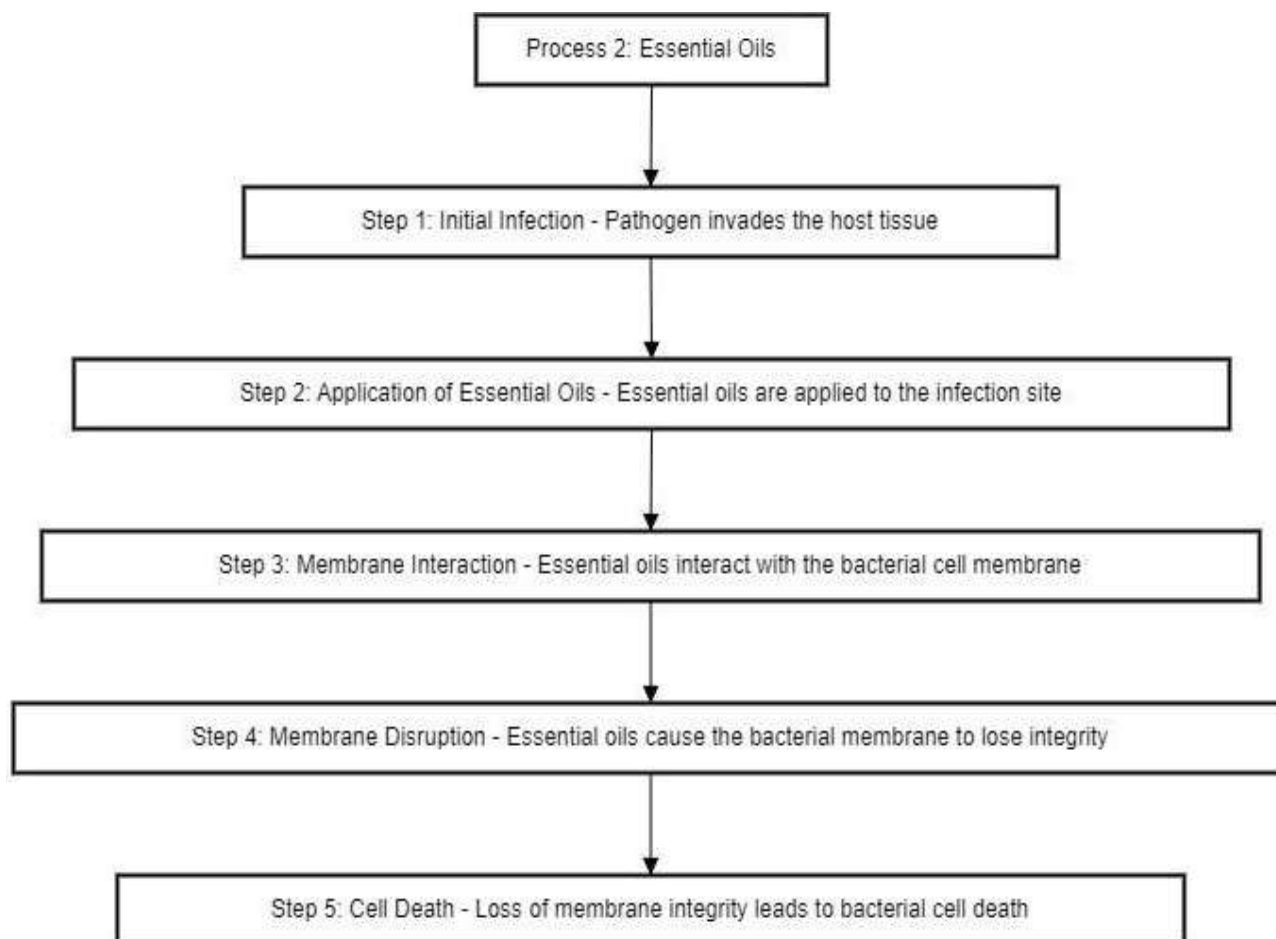 Process 2: Essential Oils
Step 1: Initial Infection - Pathogen invades the host tissue
Step 2: Application of Essential Oils - Essential oils are applied to the infection site
Step 3: Membrane Interaction - Essential oils interact with the bacterial cell membrane
Step 4: Membrane Disruption - Essential oils cause the bacterial membrane to lose integrity
Step 5: Cell Death - Loss of membrane integrity leads to bacterial cell death